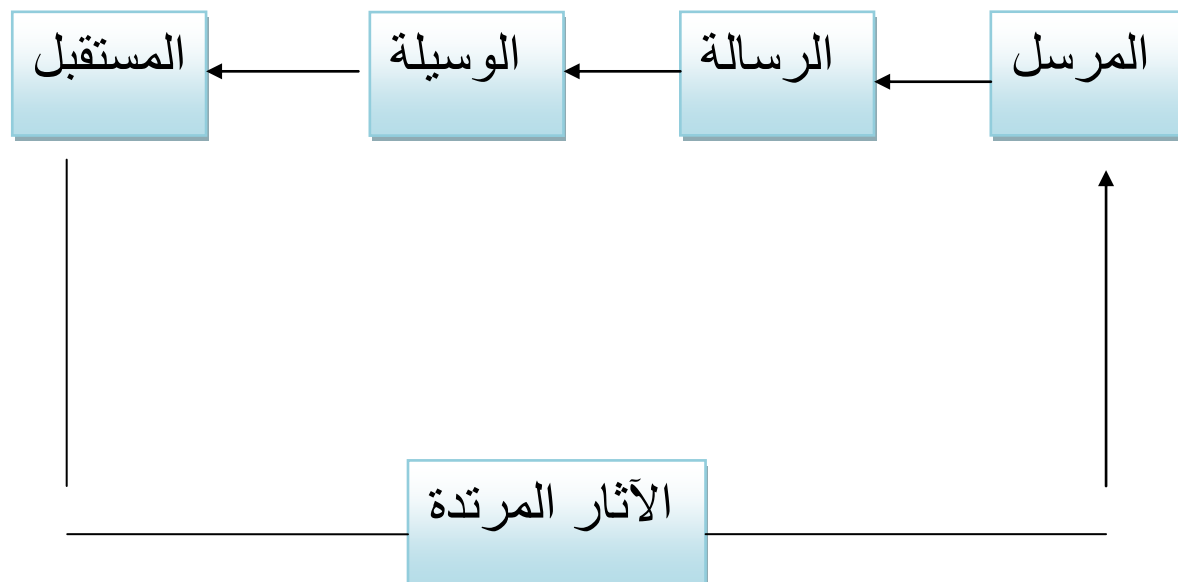 المرسل
الرسالة
الوسيلة
المستقبل
الآثار المرتدة